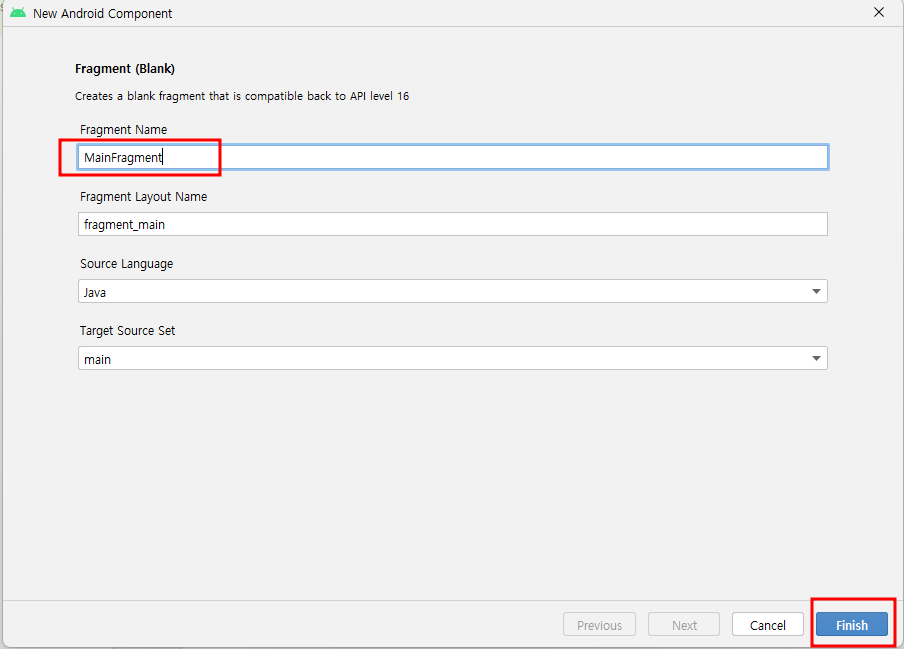 New Android Component
Fragment (Blank)
Creates a blank fragment that is compatible back to API level 16
Fragment Name
MainFragment
Fragment Layout Name
fragment_main
Source Language
Java
Target Source Set
main
Previous
Next
Cancel
Finish